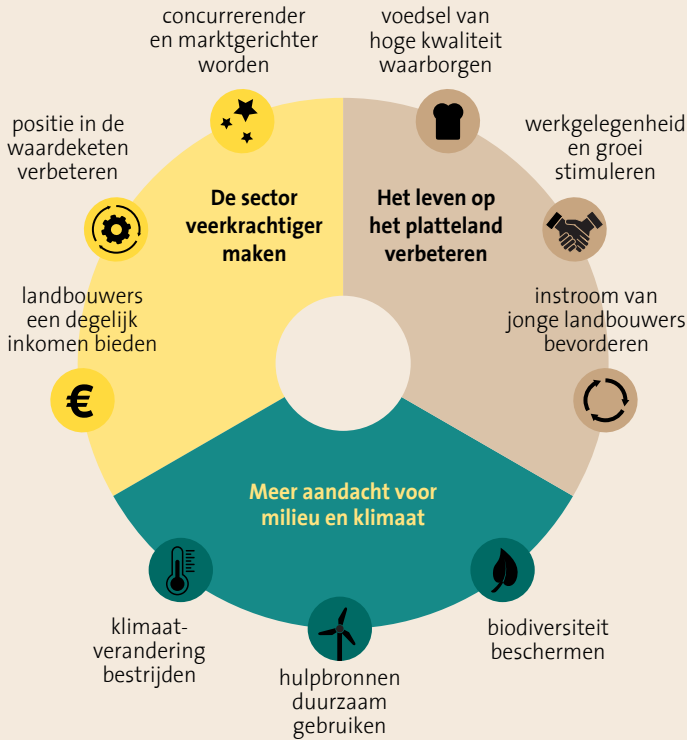 concurrerender
en marktgerichter
worden
voedsel van
hoge kwaliteit
waarborgen
positie in de
waardeketen
verbeteren
werkgelegenheid
en groei
stimuleren
De sector
veerkrachtiger
maken
Het leven op
het platteland
verbeteren
landbouwers
een degelijk
inkomen bieden
€
instroom van
jonge landbouwers
bevorderen
Meer aandacht voor
milieu en klimaat
klimaat-
verandering
bestrijden
hulpbronnen
duurzaam
gebruiken
biodiversiteit
beschermen